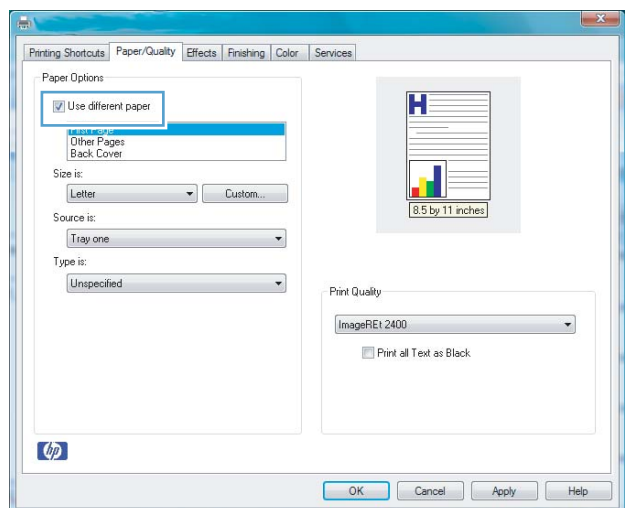 Printing Shortcuts Paper/Quality Effects Finishing Color Services
Paper Options
Use different paper
First Page
Other Pages
Back Cover
Size is:
Letter Custom...
Source is:
Tray one
Type is:
Unspecified
H
8.5 by 11 inches
Print Quality
ImageREt 2400
Print all Text as Black
hp
OK Cancel Apply Help